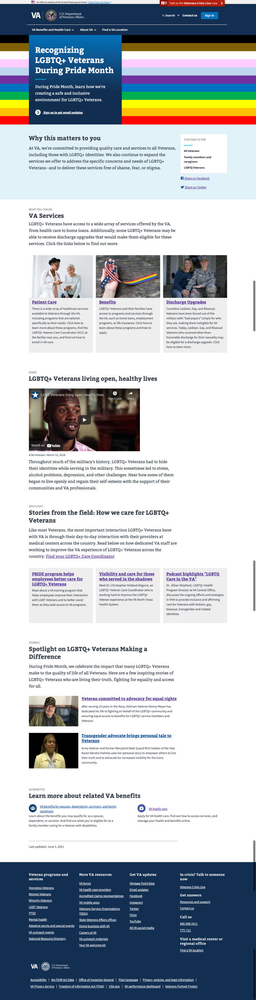 An official website of the United States government Here's how you know
Talk to the Veterans Crisis Line now
VA
U.S. Department
of Veterans Affairs
Search
Contact us
Sign in
VA Benefits and Health Care
About VA
Find a VA Location
Recognizing
LGBTQ+ Veterans
During Pride Month
During Pride Month, learn how we're
creating a safe and inclusive
environment for LGBTQ+ Veterans.
Sign up to get email updates
Why this matters to you
At VA, we're committed to providing quality care and services to all Veterans,
including those with LGBTQ+ identities. We also continue to expand the
services we offer to address the specific concerns and needs of LGBTQ+
Veterans--and to deliver these services free of shame, fear, or stigma.
THIS PAGE IS FOR
All Veterans
Family members and
caregivers
LGBTQ Veterans
Share on Facebook
Share on Twitter
WHAT YOU CAN DO
VA Services
LGBTQ+ Veterans have access to a wide array of services offered by the VA,
from health care to home loans. Additionally, some LGBTQ+ Veterans may be
able to receive discharge upgrades that would make them eligible for these
services. Click the links below to find out more.
Patient Care
There is a wide array of healthcare services
available to Veterans through the VA,
including programs that are tailored
specifically to their needs. Click here to
learn more about these programs, find the
LGBTQ+ Veteran Care Coordinator (VCC) at
the facility near you, and find out how to
enroll in VA care.
Benefits
LGBTQ+ Veterans and their families have
access to programs and services through
the VA, such as home loans, employment
programs, or life insurance. Click here to
learn about these programs and how to
apply.
Discharge Upgrades
Countless Lesbian, Gay, and Bisexual
Veterans have been forced out of the
military with "bad papers" simply for who
they are, making them ineligible for VA
services. Today, Lesbian, Gay, and Bisexual
Veterans who received other-than-
honorable discharge for their sexuality may
be eligible for a discharge upgrade. Click
here to learn more.
VIDEO
LGBTQ+ Veterans living open, healthy lives
LGBT Veterans living open, healthy lives
Watch later
Share
Watch on YouTube
4:56 minutes • March 12, 2018
Throughout much of the military's history, LGBTQ+ Veterans had to hide
their identities while serving in the military. This sometimes led to stress,
alcohol problems, depression, and other challenges. Hear how some of them
began to live openly and regain their self-esteem with the support of their
communities and VA professionals.
SPOTLIGHT
Stories from the field: How we care for LGBTQ+
Veterans
Like most Veterans, the most important interaction LGBTQ+ Veterans have
with VA is through their day-to-day interaction with their providers at
medical centers across the country. Read below on how dedicated VA staff are
working to improve the VA experience of LGBTQ+ Veterans across the
country. Find your LGBTQ+ Care Coordinator
PRIDE program helps
employees better care for
LGBTQ+ Veterans
Read about a VA training program that
helps employees improve their interaction
with LGBT Veterans and to better assist
them as they seek access to VA programs.
Visibility and care for those
who served in the shadows
Meet Dr. Christopher Holland-Deguire, an
LGBTQ+ Veteran Care Coordinator who is
working hard to improve the LGBTQ+
Veteran experience at the VA North Texas
Health System.
Podcast highlights "LGBTQ
Care in the VA"
Dr. Jillian Shipherd, LGBTQ+ Health
Program Director at VA Central Office,
discusses the ongoing efforts and strategies
in VHA to provide inclusive and affirming
care for Veterans with lesbian, gay,
bisexual, transgender and related
identities.
STORIES
Spotlight on LGBTQ+ Veterans Making a
Difference
During Pride Month, we celebrate the impact that many LGBTQ+ Veterans
make to the quality of life of all Veterans. Here are a few inspiring stories of
LGBTQ+ Veterans who are living their truth, fighting for equality and access
for all.
Veteran committed to advocacy for equal rights
After serving 10 years in the Navy, Vietnam Veteran Denny Meyer has
dedicated his life to fighting on behalf of the LGBTQ+ community and
ensuring equal access to benefits for LGBTQ+ service members and
Veterans.
Transgender advocate brings personal tale to
Veterans
Army Veteran and former Maryland State Guard NCO Soldier of the Year
Karen Kendra Holmes uses her personal story to empower others to live
their truth and to advocate for increased visibility for the trans
community.
VA BENEFITS
Learn more about related VA benefits
VA benefits for spouses, dependents, survivors, and family
caregivers
Learn about the benefits you may qualify for as a spouse,
dependent, or survivor. And find out what you're eligible for as a
family member caring for a Veteran with disabilities.
VA health care
Apply for VA health care, find out how to access services, and
manage your health and benefits online.
Last updated: June 1, 2021
Veteran programs and
services
Homeless Veterans
Women Veterans
Minority Veterans
LGBT Veterans
PTSD
Mental health
Adaptive sports and special events
VA outreach events
National Resource Directory
More VA resources
VA forms
VA health care providers
Accredited claims representatives
VA mobile apps
Veterans Service Organizations
(VSOs)
State Veterans Affairs offices
Doing business with VA
Careers at VA
VA outreach materials
Your VA welcome kit
Get VA updates
VAntage Point blog
Email updates
Facebook
Instagram
Twitter
Flickr
YouTube
All VA social media
In crisis? Talk to someone
now
Veterans Crisis Line
Get answers
Resources and support
Contact us
Call us
800-698-2411
TTY: 711
Visit a medical center or
regional office
Find a VA location
VA
U.S. Department
of Veterans Affairs
Accessibility | No FEAR Act Data | Office of Inspector General | Plain language | Privacy, policies, and legal information |
VA Privacy Service | Freedom of Information Act (FOIA) | USA.gov | VA performance dashboard | Veterans Portrait Project